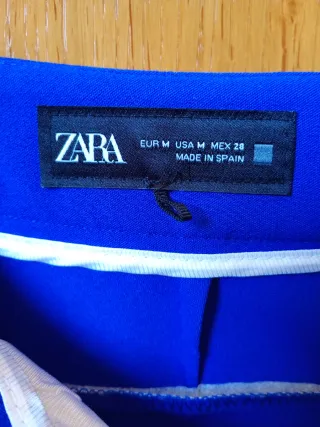 ZARA
EUR M USA M MEX 28
MADE IN SPAIN